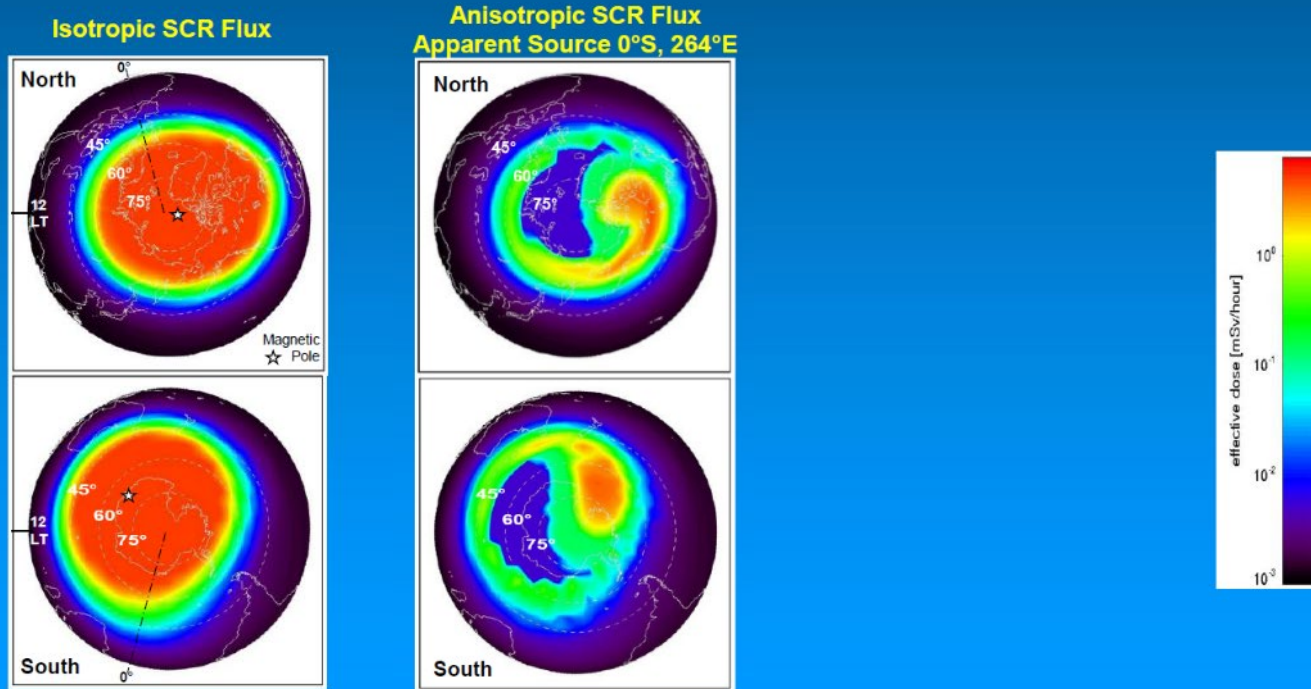 Isotropic SCR Flux
Anisotropic SCR Flux
Apparent Source 0°S, 264°E
North
0°
45°
60°
75°
12
LT
Magnetic
☆ Pole
North
45°
60°
75°
10⁰
10⁻¹
10⁻²
10⁻³
effective dose [mSv/hour]
45°
60°
75°
12
LT
South
0°
45°
60°
75°
South